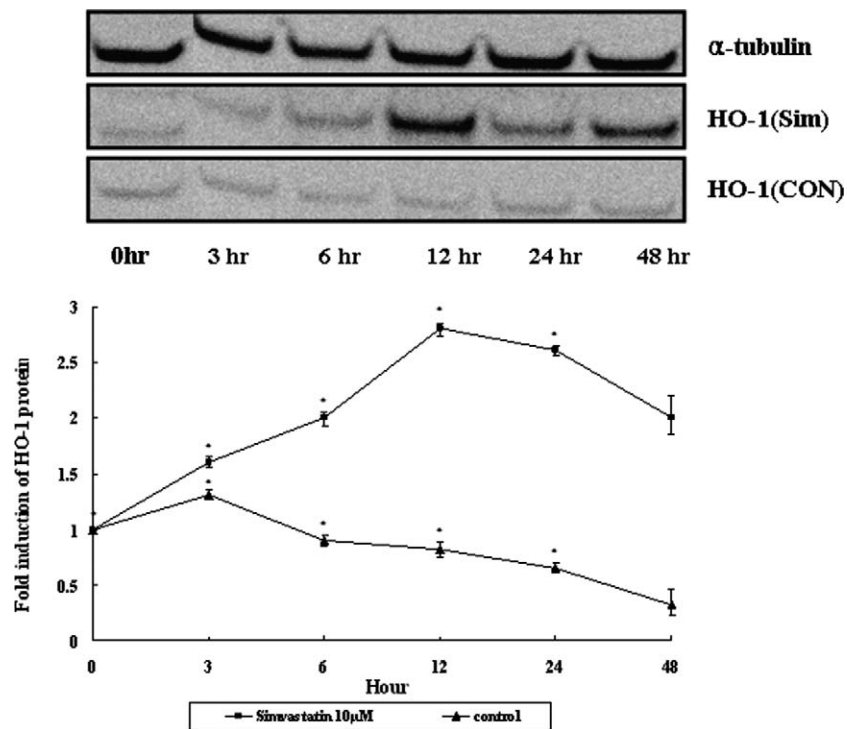 α-tubulin
HO-1(Sim)
HO-1(CON)
0hr 3 hr 6 hr 12 hr 24 hr 48 hr
Fold induction of HO-1 protein
3
2.5
2
1.5
1
0.5
0
0 3 6 12 24 48
Hour
Simvastatin 10μM control